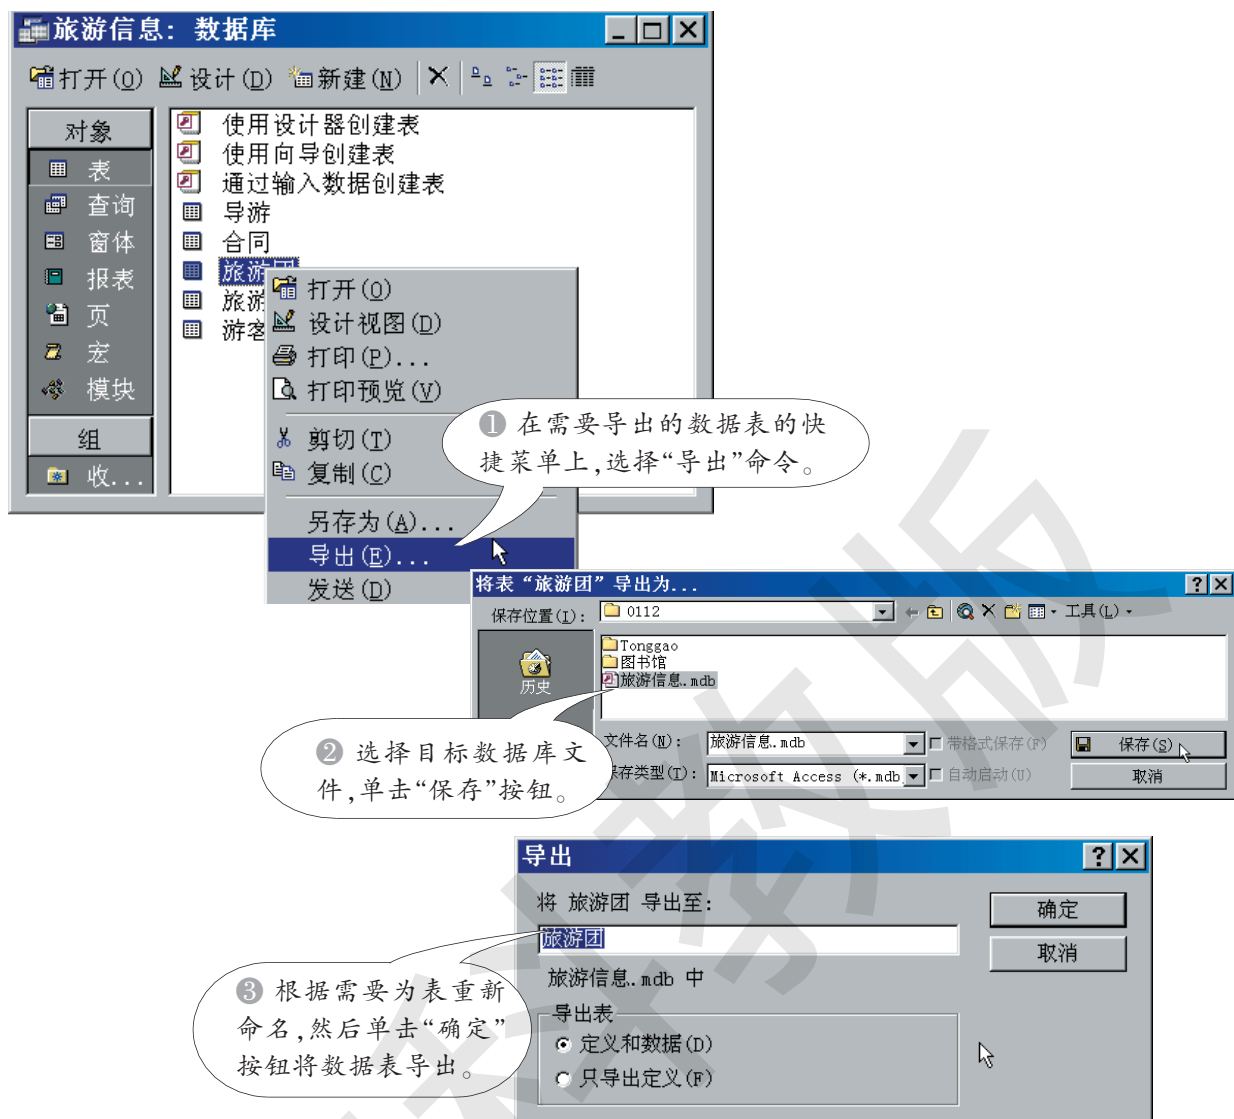 旅游信息: 数据库
打开(O) 设计(D) 新建(N)
对象
表
查询
窗体
报表
页
宏
模块
组
收...
使用设计器创建表
使用向导创建表
通过输入数据创建表
导游
合同
旅游团
旅游
游客
打开(O)
设计视图(D)
打印(P)...
打印预览(V)
剪切(T)
复制(C)
另存为(A)...
导出(E)...
发送(D)
❶ 在需要导出的数据表的快
捷菜单上,选择“导出”命令。
将表“旅游团”导出为...
保存位置(I): 0112 工具(L)
历史
Tonggao
图书馆
旅游信息.mdb
文件名(N): 旅游信息.mdb 带格式保存(F) 保存(S)
保存类型(T): Microsoft Access (*.mdb 自动启动(U) 取消
❷ 选择目标数据库文
件,单击“保存”按钮。
导出
将 旅游团 导出至:
旅游团
旅游信息.mdb 中
导出表
定义和数据(D)
只导出定义(F)
确定
取消
❸ 根据需要为表重新
命名,然后单击“确定”
按钮将数据表导出。